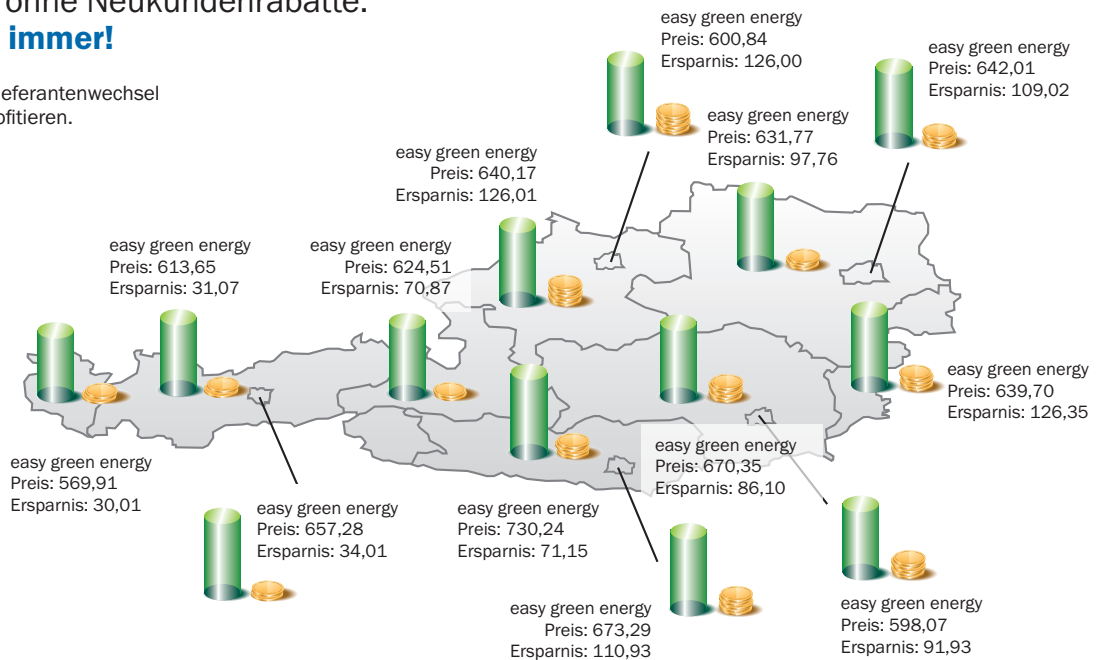 ohne Neukundenrabatte.
immer!
eferantenwechsel
ofitieren.
easy green energy
Preis: 600,84
Ersparnis: 126,00
easy green energy
Preis: 642,01
Ersparnis: 109,02
easy green energy
Preis: 631,77
Ersparnis: 97,76
easy green energy
Preis: 640,17
Ersparnis: 126,01
easy green energy
Preis: 613,65
Ersparnis: 31,07
easy green energy
Preis: 624,51
Ersparnis: 70,87
easy green energy
Preis: 639,70
Ersparnis: 126,35
easy green energy
Preis: 670,35
Ersparnis: 86,10
easy green energy
Preis: 569,91
Ersparnis: 30,01
easy green energy
Preis: 657,28
Ersparnis: 34,01
easy green energy
Preis: 730,24
Ersparnis: 71,15
easy green energy
Preis: 673,29
Ersparnis: 110,93
easy green energy
Preis: 598,07
Ersparnis: 91,93